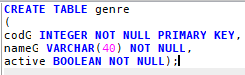 CREATE TABLE genre
(
codG INTEGER NOT NULL PRIMARY KEY,
nameG VARCHAR(40) NOT NULL,
active BOOLEAN NOT NULL);